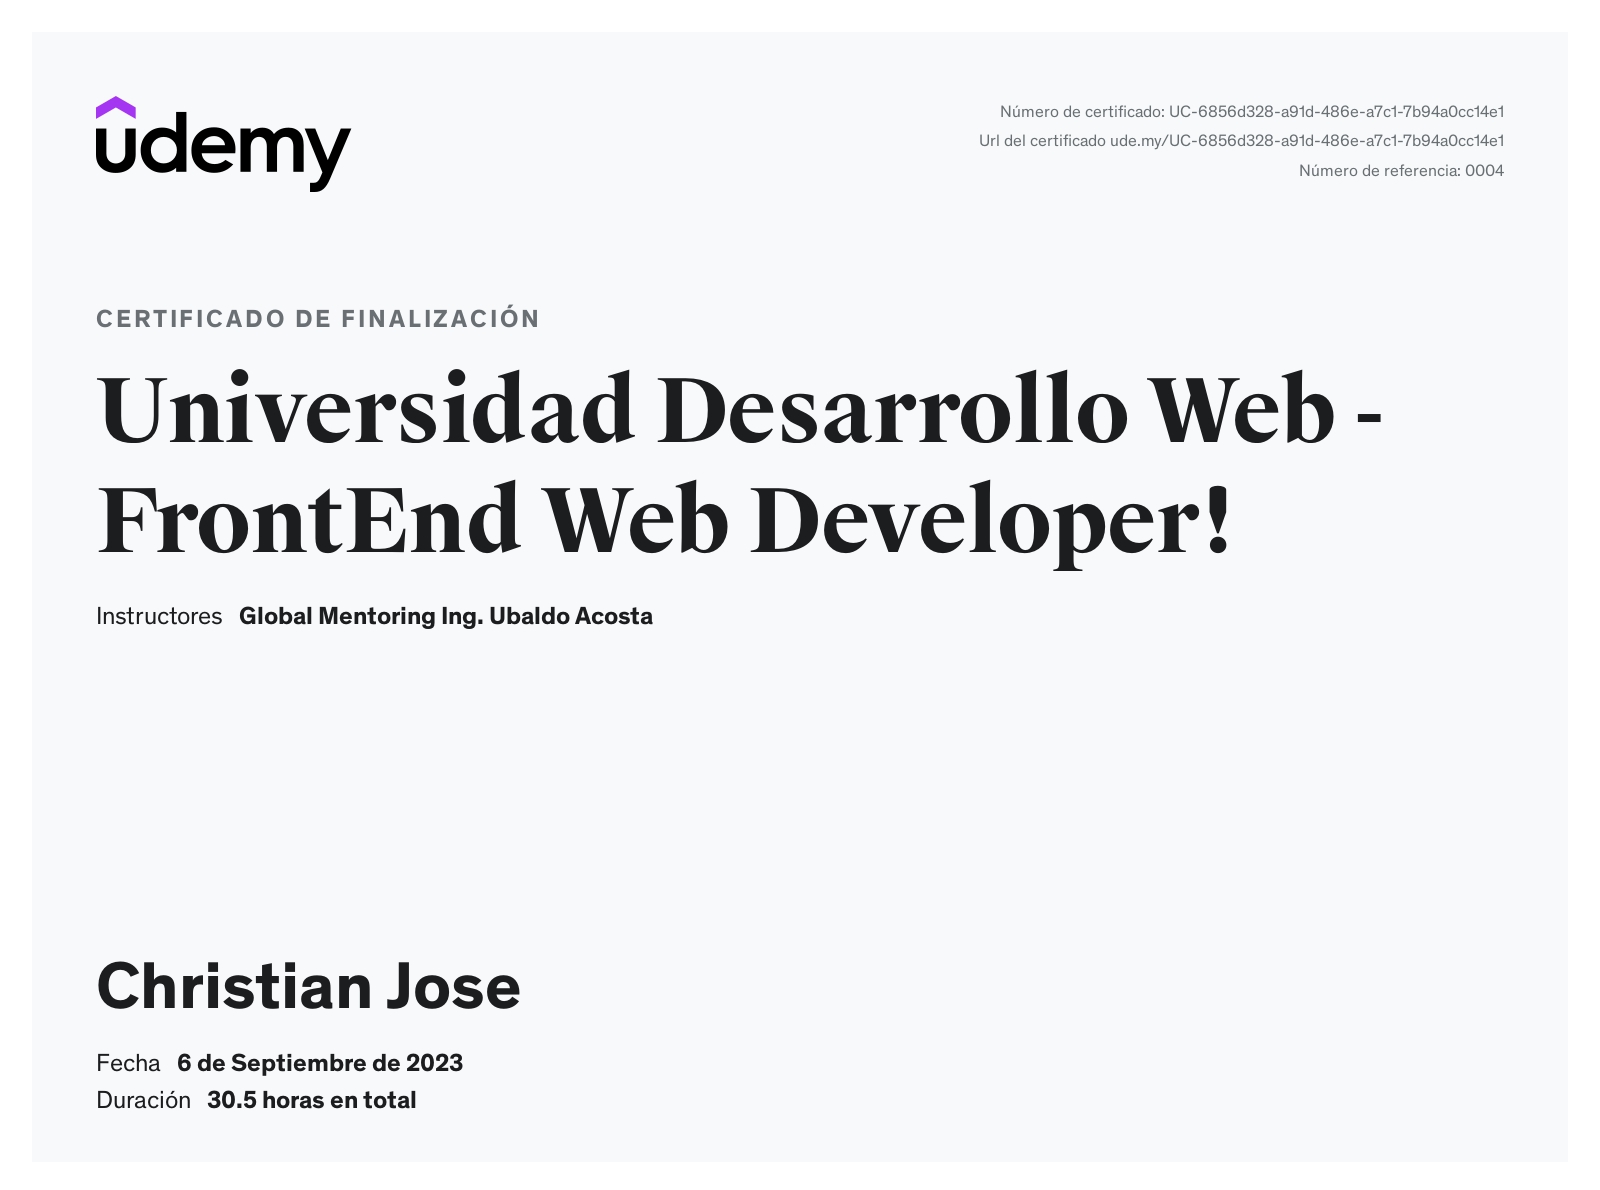 udemy
Número de certificado: UC-6856d328-a91d-486e-a7c1-7b94a0cc14e1
Url del certificado ude.my/UC-6856d328-a91d-486e-a7c1-7b94a0cc14e1
Número de referencia: 0004
CERTIFICADO DE FINALIZACIÓN
Universidad Desarrollo Web -
FrontEnd Web Developer!
Instructores Global Mentoring Ing. Ubaldo Acosta
Christian Jose
Fecha 6 de Septiembre de 2023
Duración 30.5 horas en total